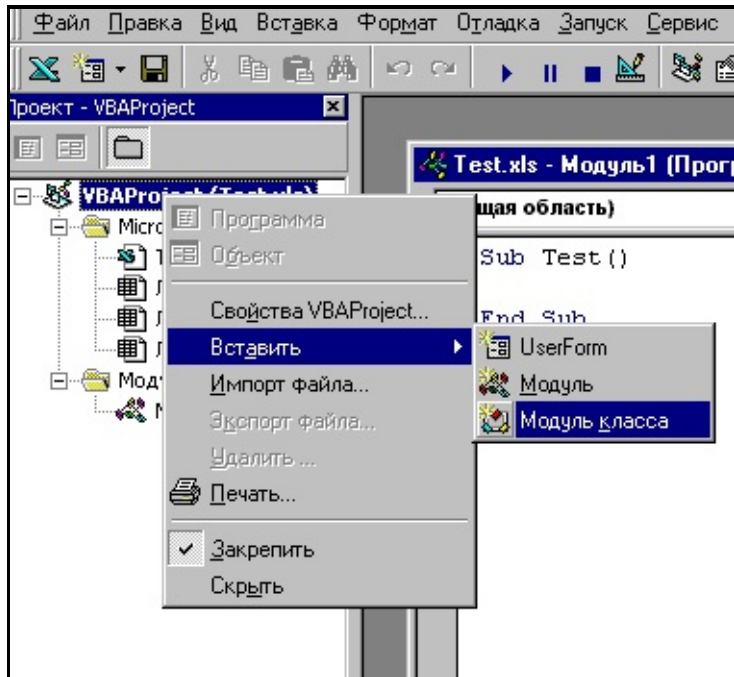 Файл Правка Вид Вставка Формат Отладка Запуск Сервис
Проект - VBAProject
Test.xls - Модуль1 (Прогр
VBAProject (Test.xls)
щая область)
Micro
Sub Test()
End Sub
Мод
Программа
Объект
Свойства VBAProject...
Вставить
Импорт файла...
Экспорт файла...
Удалить ...
Печать...
Закрепить
Скрыть
UserForm
Модуль
Модуль класса